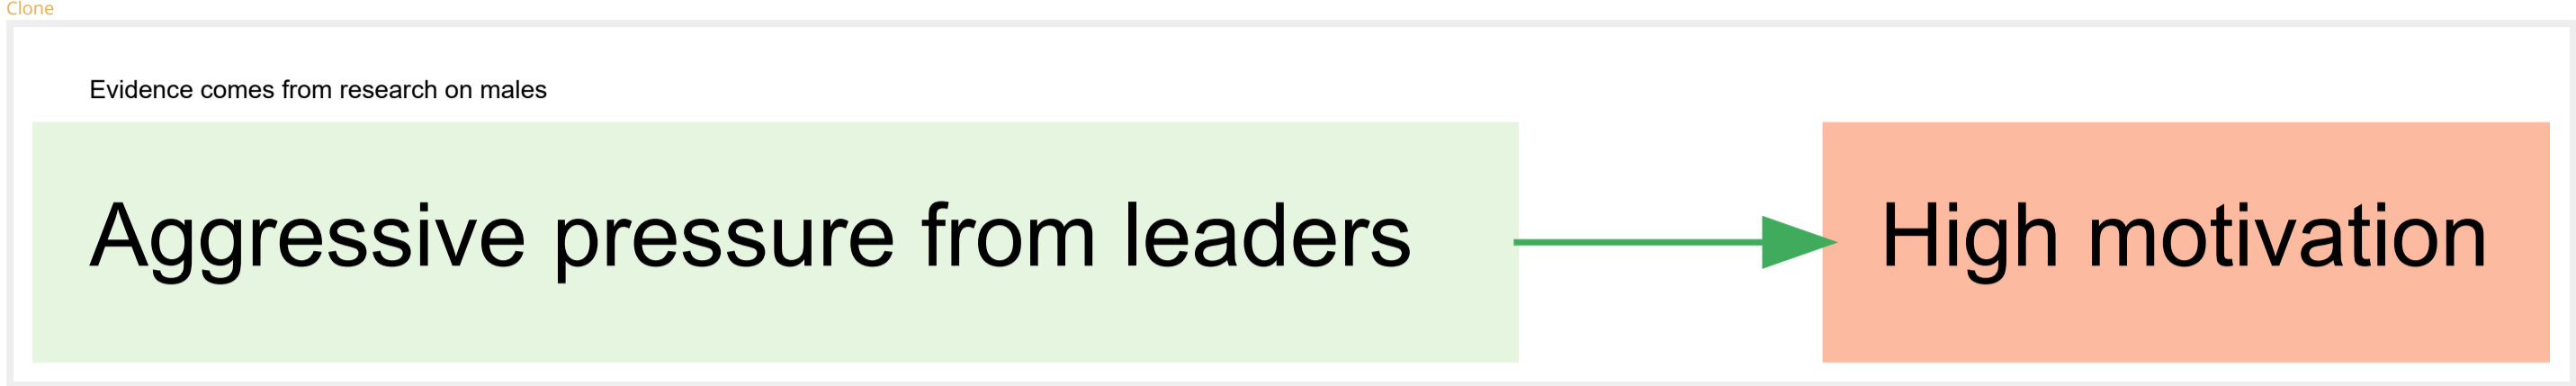 Clone
Evidence comes from research on males
Aggressive pressure from leaders
High motivation